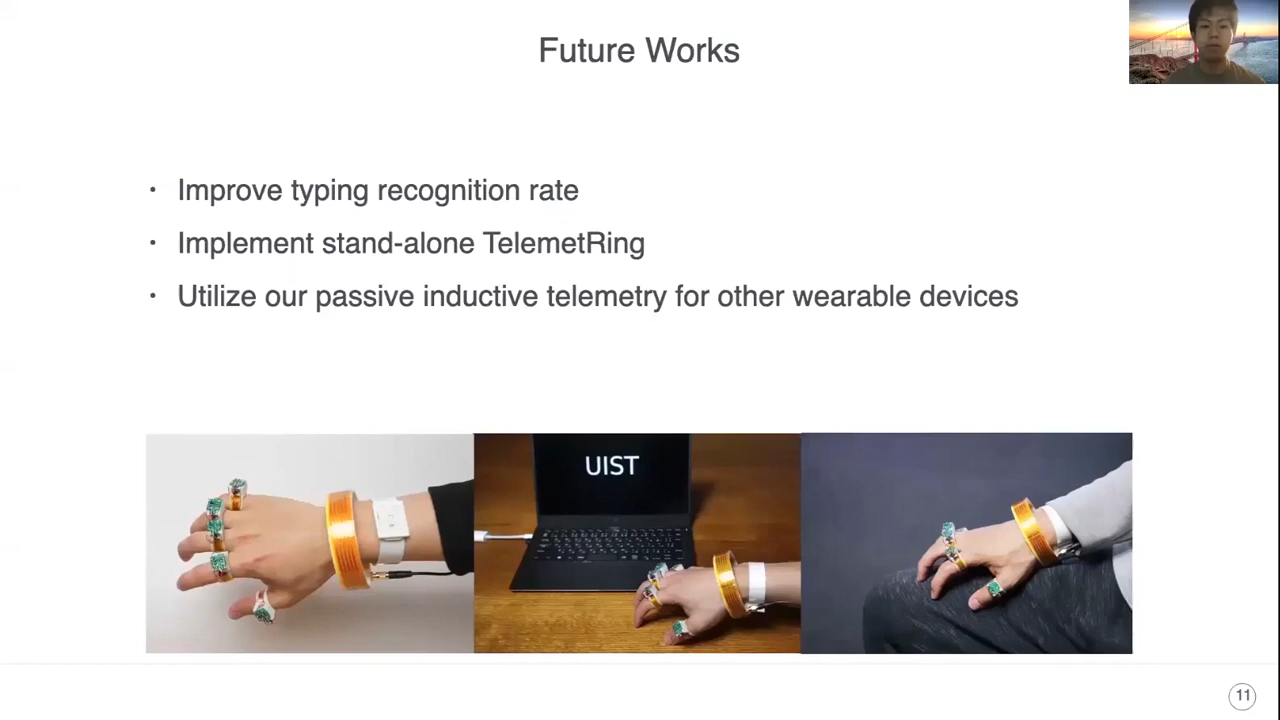 Future Works
· Improve typing recognition rate
· Implement stand-alone TelemetRing
· Utilize our passive inductive telemetry for other wearable devices
UIST
11